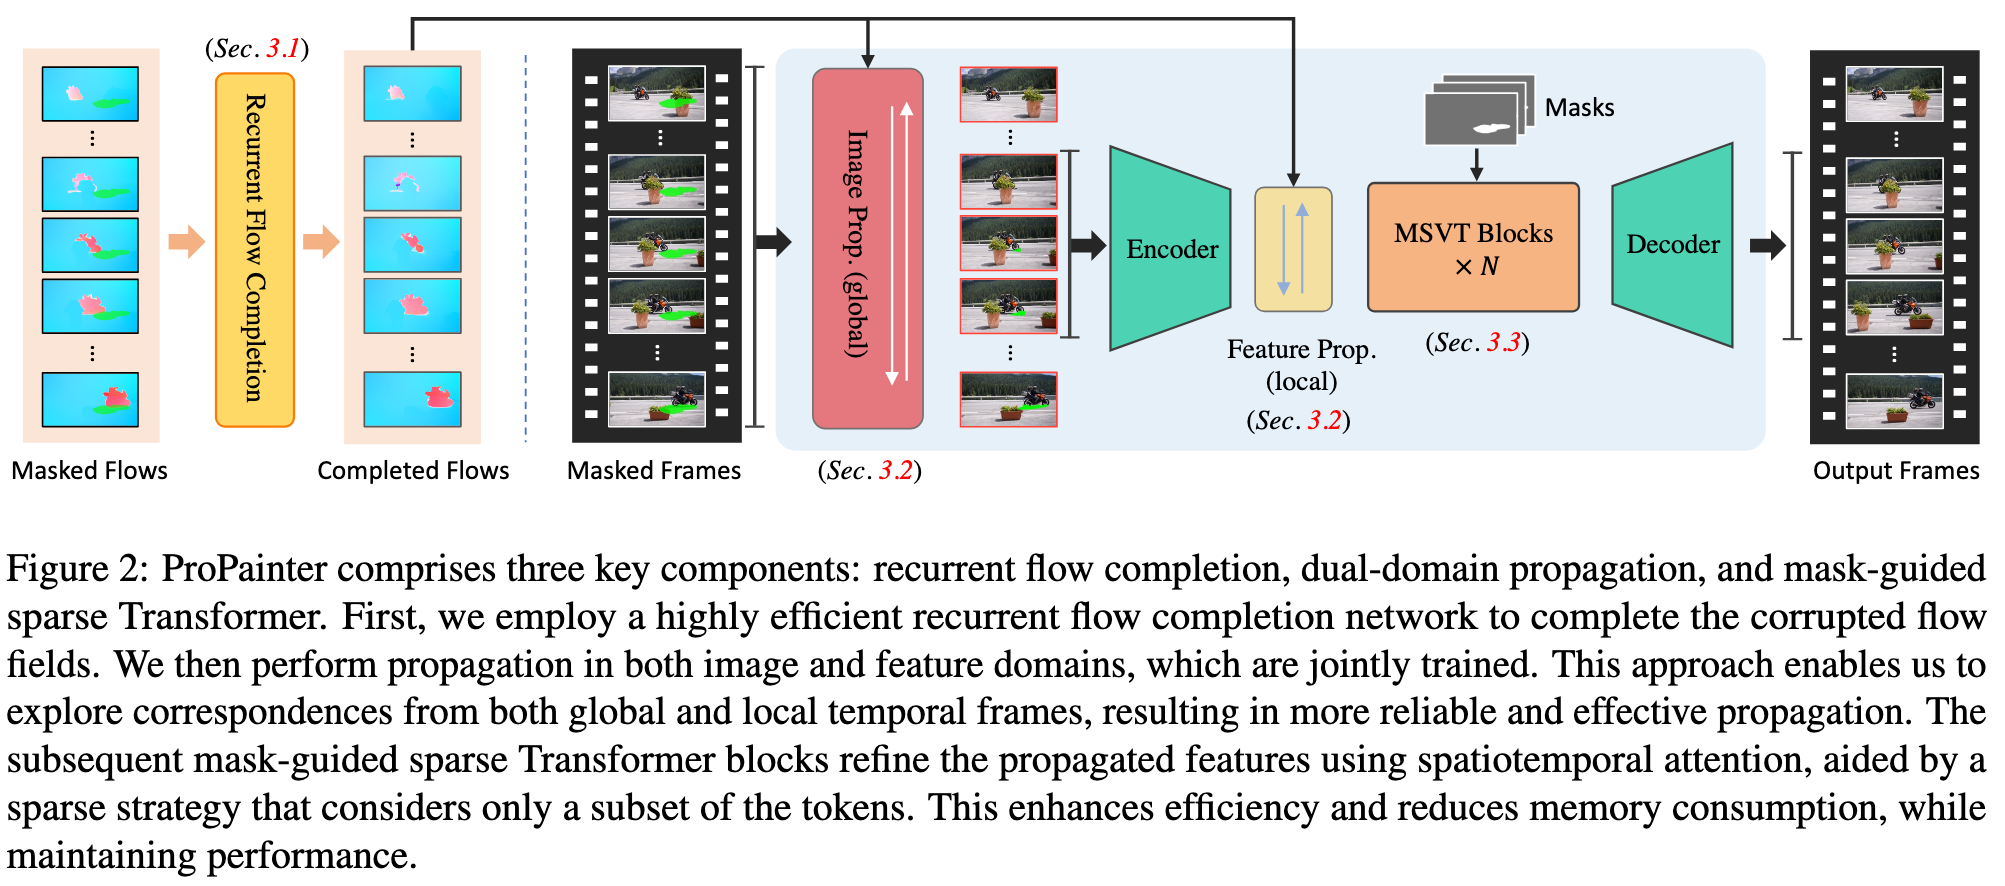 (Sec. 3.1)
Recurrent Flow Completion
Masked Flows
Completed Flows
Masked Frames
Image Prop. (global)
(Sec. 3.2)
Encoder
Feature Prop.
(local)
(Sec. 3.2)
Masks
MSVT Blocks
× N
(Sec. 3.3)
Decoder
Output Frames
Figure 2: ProPainter comprises three key components: recurrent flow completion, dual-domain propagation, and mask-guided
sparse Transformer. First, we employ a highly efficient recurrent flow completion network to complete the corrupted flow
fields. We then perform propagation in both image and feature domains, which are jointly trained. This approach enables us to
explore correspondences from both global and local temporal frames, resulting in more reliable and effective propagation. The
subsequent mask-guided sparse Transformer blocks refine the propagated features using spatiotemporal attention, aided by a
sparse strategy that considers only a subset of the tokens. This enhances efficiency and reduces memory consumption, while
maintaining performance.